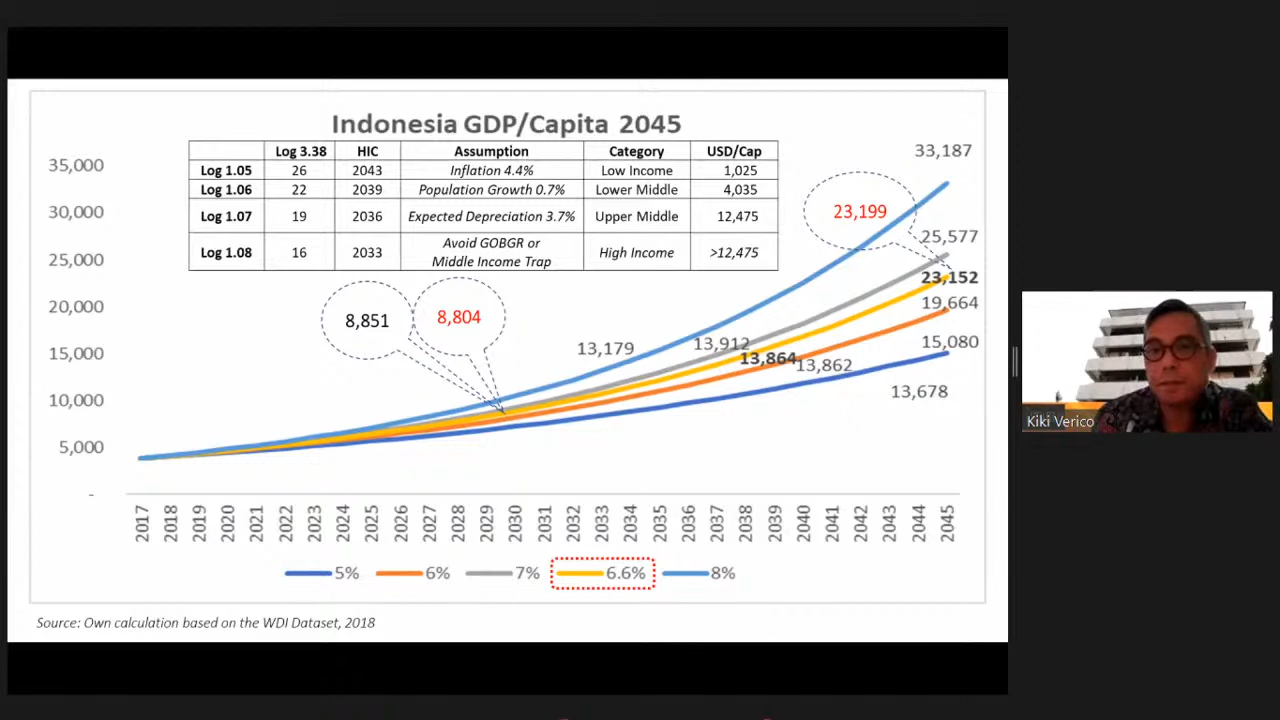 Indonesia GDP/Capita 2045
Log 3.38 HIC Assumption Category USD/Cap
Log 1.05 26 2043 Inflation 4.4% Low Income 1,025
Log 1.06 22 2039 Population Growth 0.7% Lower Middle 4,035
Log 1.07 19 2036 Expected Depreciation 3.7% Upper Middle 12,475
Log 1.08 16 2033 Avoid GOBGR or
Middle Income Trap High Income >12,475
35,000
30,000
25,000
20,000
15,000
10,000
5,000
-
33,187
23,199
25,577
23,152
19,664
15,080
13,678
8,851
8,804
13,179
13,912
13,864
13,862
2017 2018 2019 2020 2021 2022 2023 2024 2025 2026 2027 2028 2029 2030 2031 2032 2033 2034 2035 2036 2037 2038 2039 2040 2041 2042 2043 2044 2045
5% 6% 7% 6.6% 8%
Source: Own calculation based on the WDI Dataset, 2018
Kiki Verico